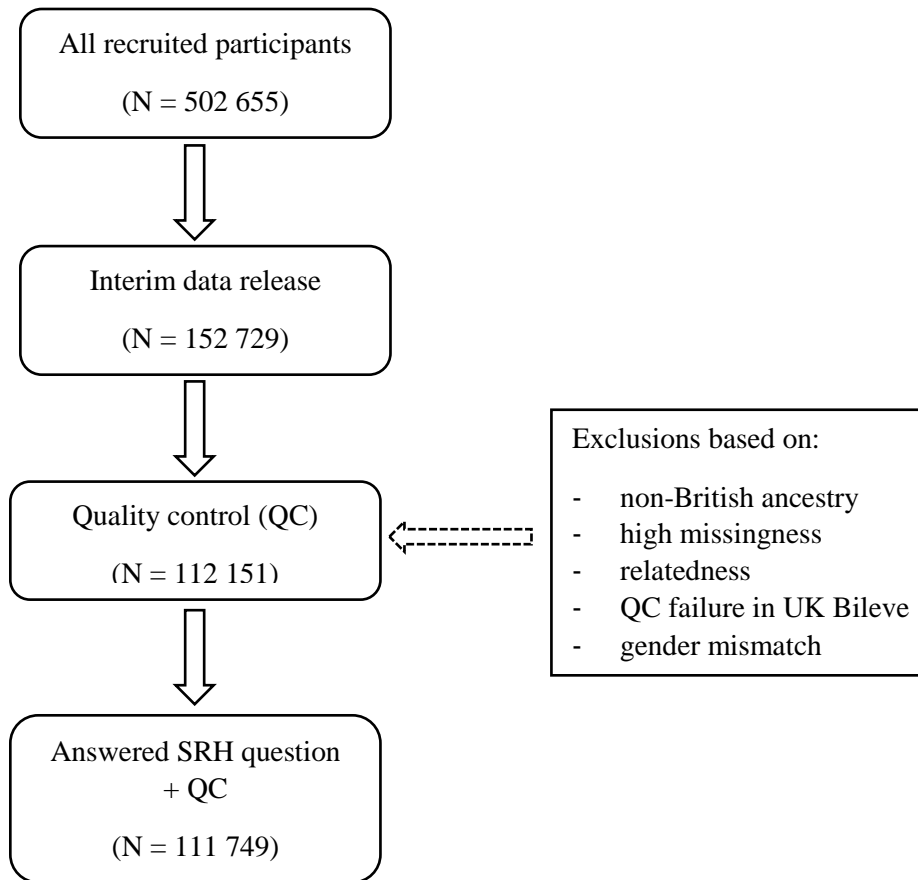 All recruited participants
(N = 502 655)
Interim data release
(N = 152 729)
Quality control (QC)
(N = 112 151)
Exclusions based on:
- non-British ancestry
- high missingness
- relatedness
- QC failure in UK Bileve
- gender mismatch
Answered SRH question
+ QC
(N = 111 749)